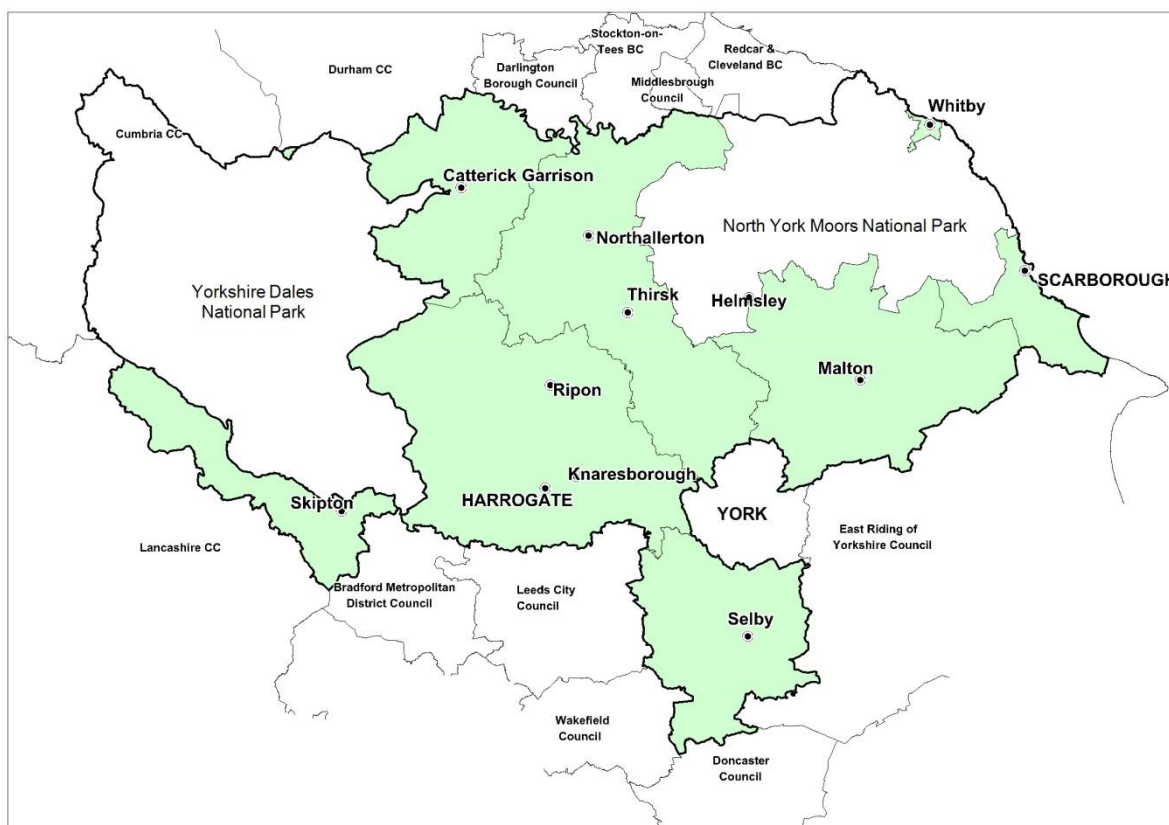 Stockton-on-
Tees BC
Redcar &
Cleveland BC
Durham CC
Darlington
Borough Council
Middlesbrough
Council
Whitby
Cumbria CC
Catterick Garrison
North York Moors National Park
Northallerton
SCARBOROUGH
Yorkshire Dales
National Park
Thirsk
Helmsley
Malton
Ripon
Knaresborough
HARROGATE
Skipton
YORK
East Riding of
Yorkshire Council
Lancashire CC
Bradford Metropolitan
District Council
Leeds City
Council
Selby
Wakefield
Council
Doncaster
Council